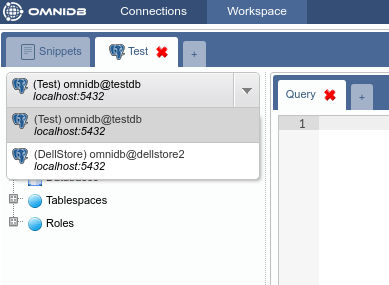 OMNIDB Connections Workspace
Snippets Test +
(Test) omnidb@testdb
localhost:5432
(Test) omnidb@testdb
localhost:5432
(DellStore) omnidb@dellstore2
localhost:5432
Tablespaces
Roles
Query +
1